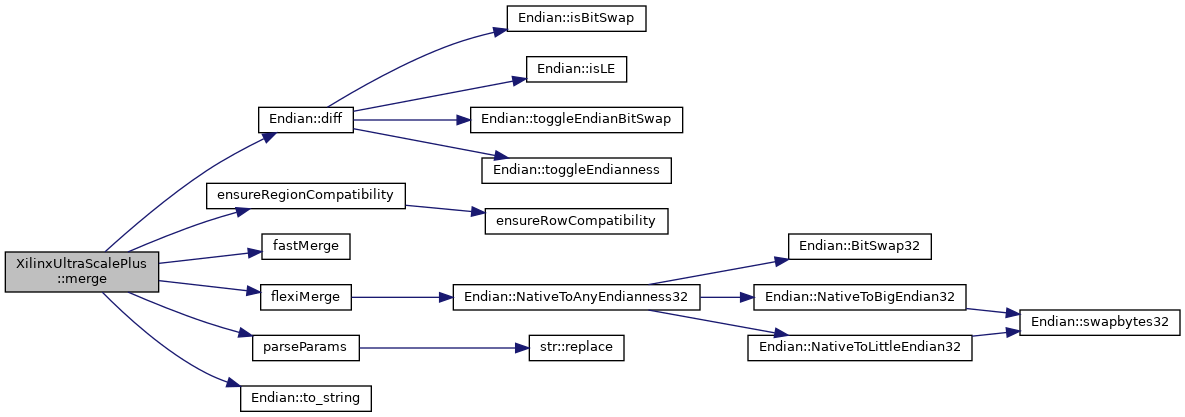 Endian::isBitSwap
Endian::isLE
Endian::diff
Endian::toggleEndianBitSwap
Endian::toggleEndianness
ensureRegionCompatibility
ensureRowCompatibility
XilinxUltraScalePlus
::merge
fastMerge
Endian::BitSwap32
flexiMerge
Endian::NativeToAnyEndianness32
Endian::NativeToBigEndian32
Endian::swapbytes32
parseParams
str::replace
Endian::NativeToLittleEndian32
Endian::to_string